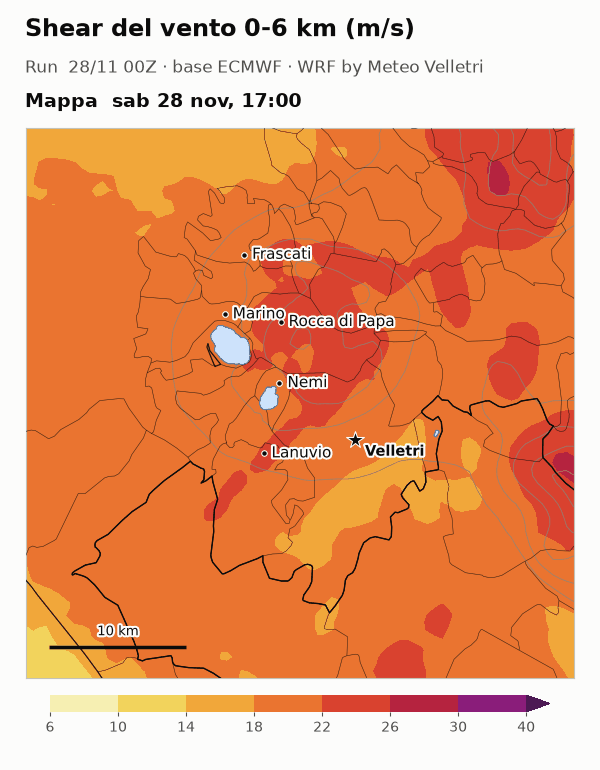 Shear del vento 0-6 km (m/s)
Run  28/11 00Z · base ECMWF · WRF by Meteo Velletri
Mappa  sab 28 nov, 17:00
Frascati
Marino
Rocca di Papa
Nemi
Velletri
Lanuvio
10 km
6 10 14 18 22 26 30 40